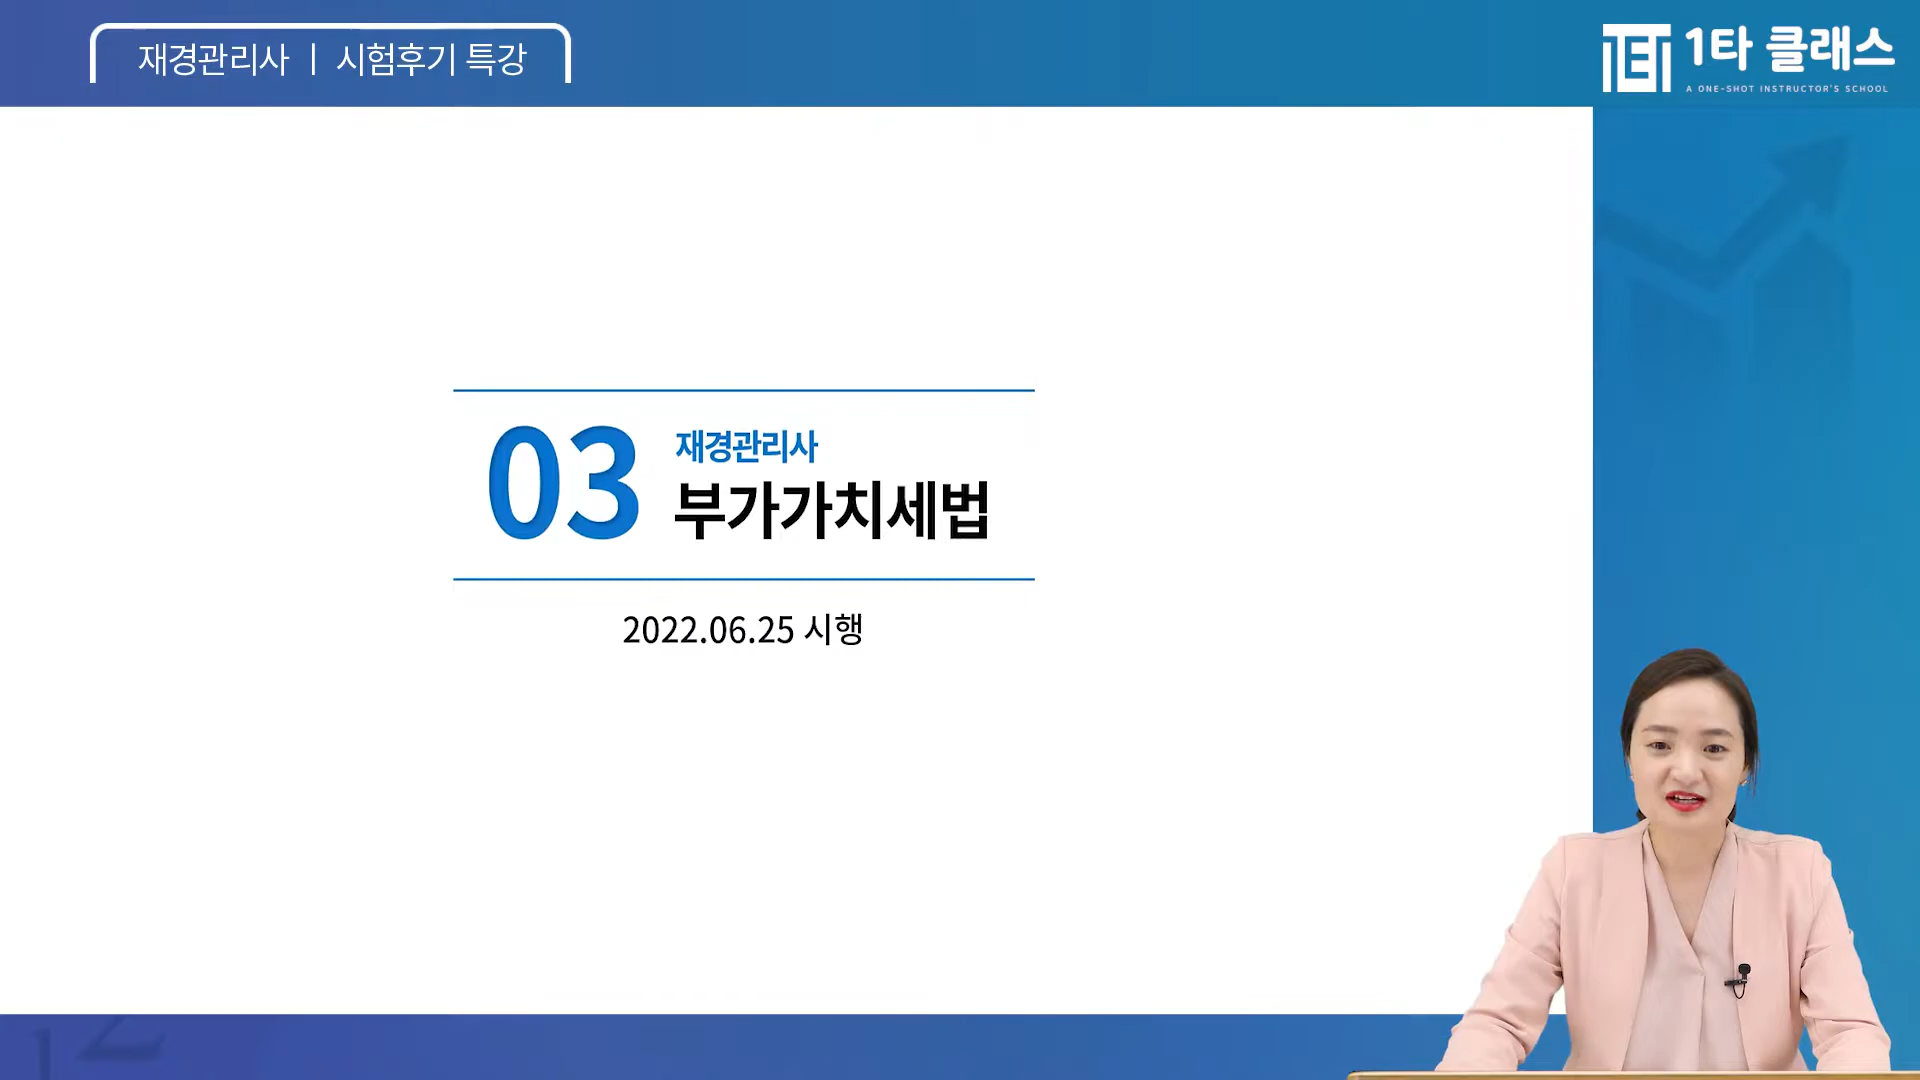 재경관리사 | 시험후기 특강
1타 클래스
A ONE-SHOT INSTRUCTOR'S SCHOOL
03
재경관리사
부가가치세법
2022.06.25 시행
12